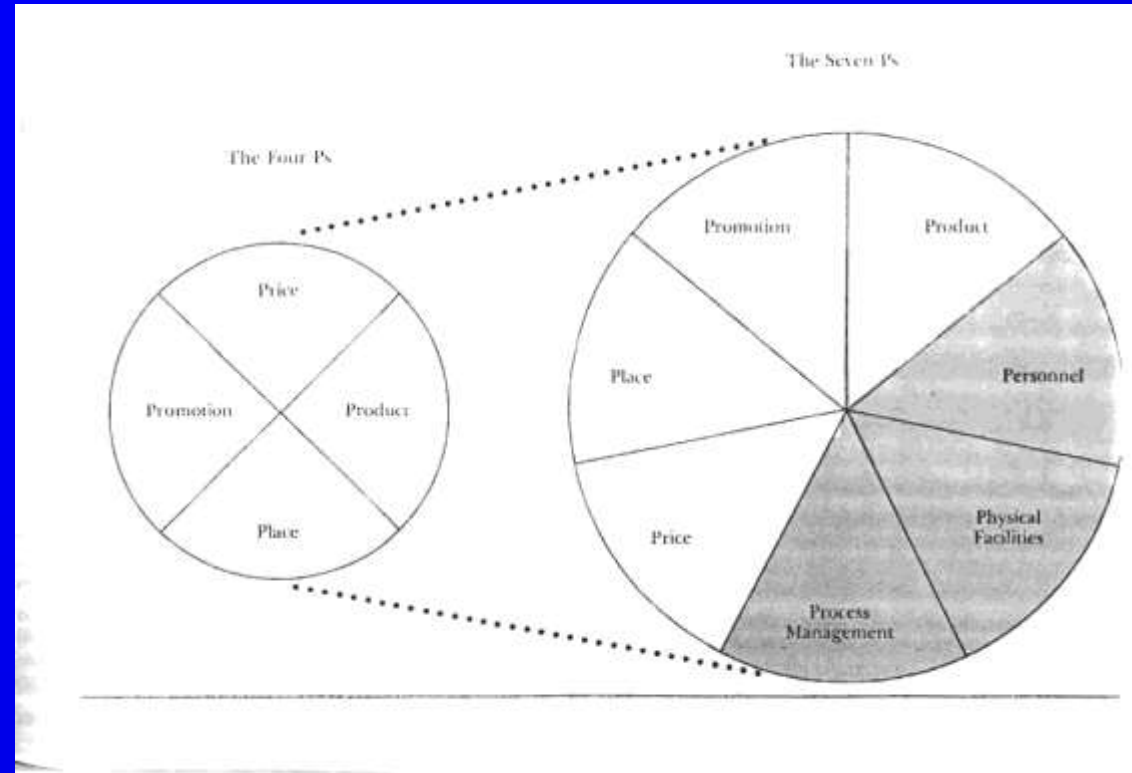 The Seven Ps
The Four Ps
Price
Promotion
Product
Place
Promotion
Product
Place
Personnel
Price
Physical
Facilities
Process
Management